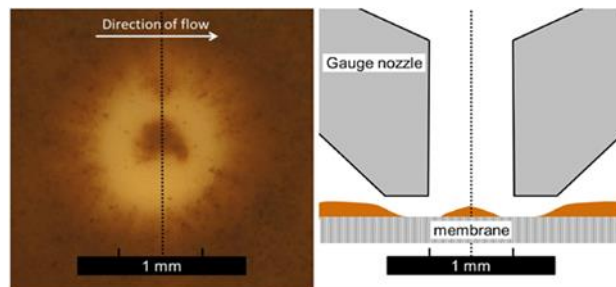 Direction of flow
1 mm
Gauge nozzle
membrane
1 mm